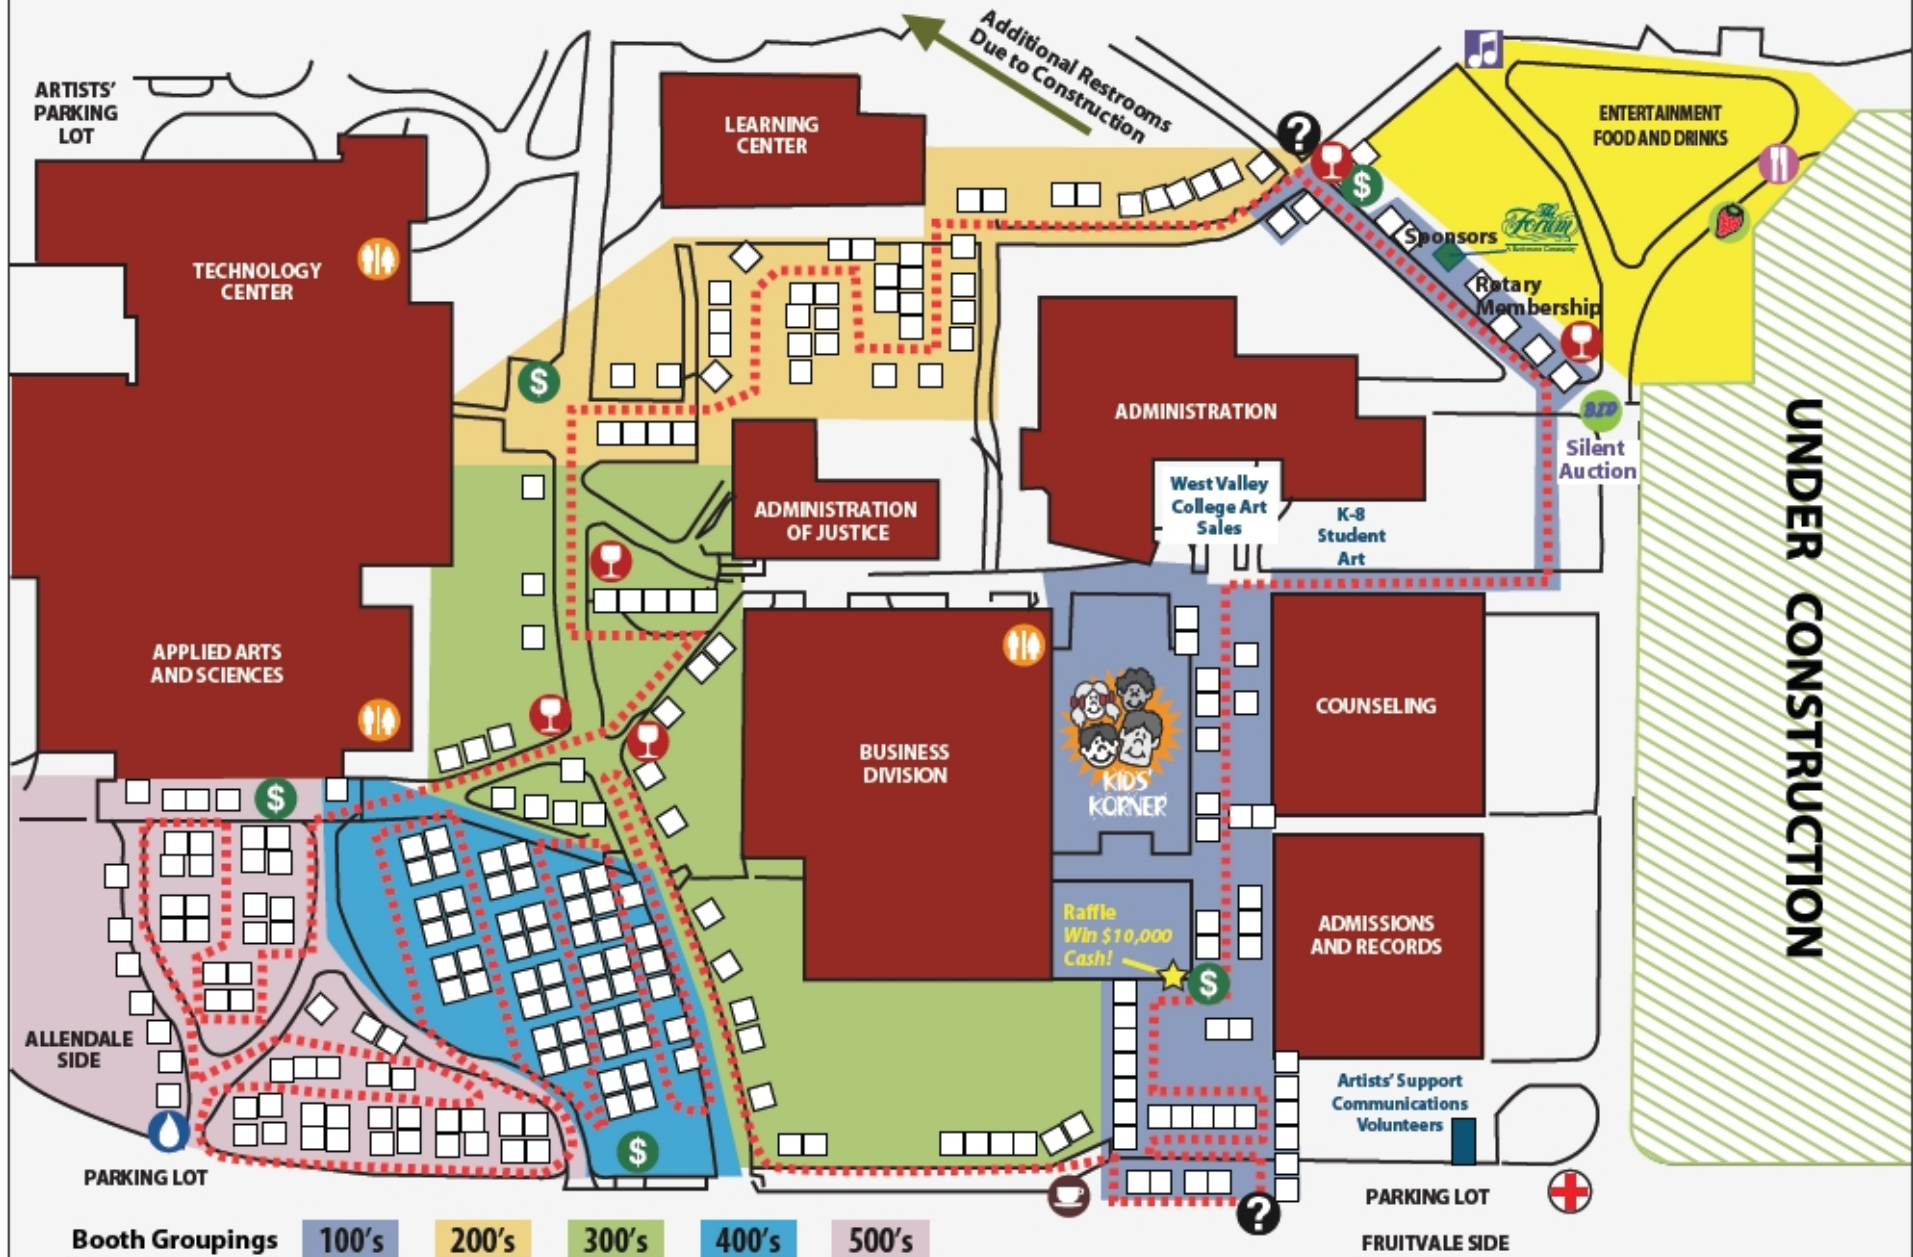 Additional Restrooms
Due to Construction
ARTISTS'
PARKING
LOT
LEARNING
CENTER
?
ENTERTAINMENT
FOOD AND DRINKS
$
The
Forum
Sponsors
TECHNOLOGY
CENTER
Rotary
Membership
$
ADMINISTRATION
BID
Silent
Auction
UNDER CONSTRUCTION
West Valley
College Art
Sales
K-8
Student
Art
ADMINISTRATION
OF JUSTICE
APPLIED ARTS
AND SCIENCES
BUSINESS
DIVISION
KIDS'
KORNER
COUNSELING
$
Raffle
Win $10,000
Cash!
$
ADMISSIONS
AND RECORDS
ALLENDALE
SIDE
Artists' Support
Communications
Volunteers
$
PARKING LOT
PARKING LOT
?
FRUITVALE SIDE
Booth Groupings 100's 200's 300's 400's 500's